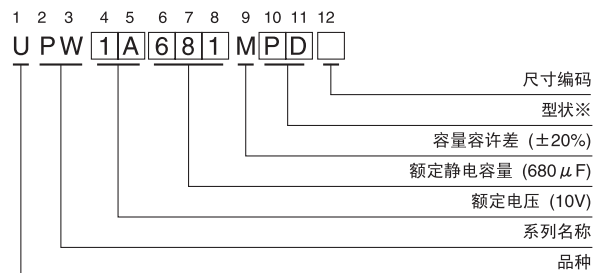 1 2 3 4 5 6 7 8 9 10 11 12
U P W 1 A 6 8 1 M P D
尺寸编码
型状※
容量容许差 (±20%)
额定静电容量 (680μF)
额定电压 (10V)
系列名称
品种